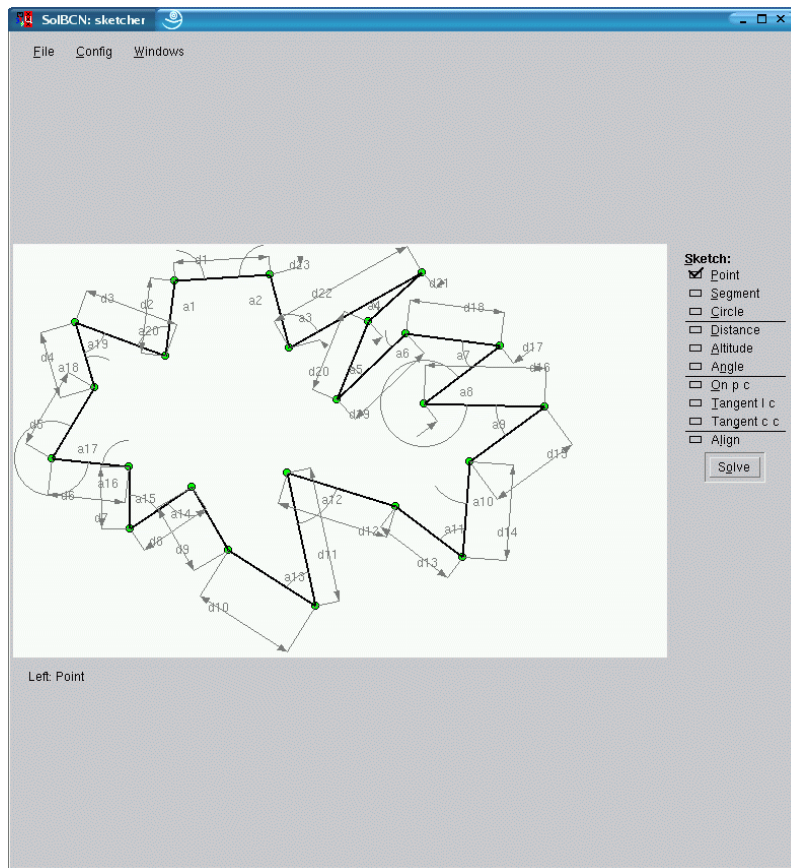 SolBCN: sketcher
File Config Windows
Sketch:
Point
Segment
Circle
Distance
Altitude
Angle
On p c
Tangent l c
Tangent c c
Align
Solve
d1
d23
d22
d21
d2
a1
a2
a3
a4
d3
a20
a19
d18
d4
a18
a6
a7
d17
d20
a5
d16
d19
a8
d5
a9
a17
d15
a16
d6
a15
a12
a10
d7
a14
d8
d12
a11
d14
d9
d11
d13
a13
d10
Left: Point